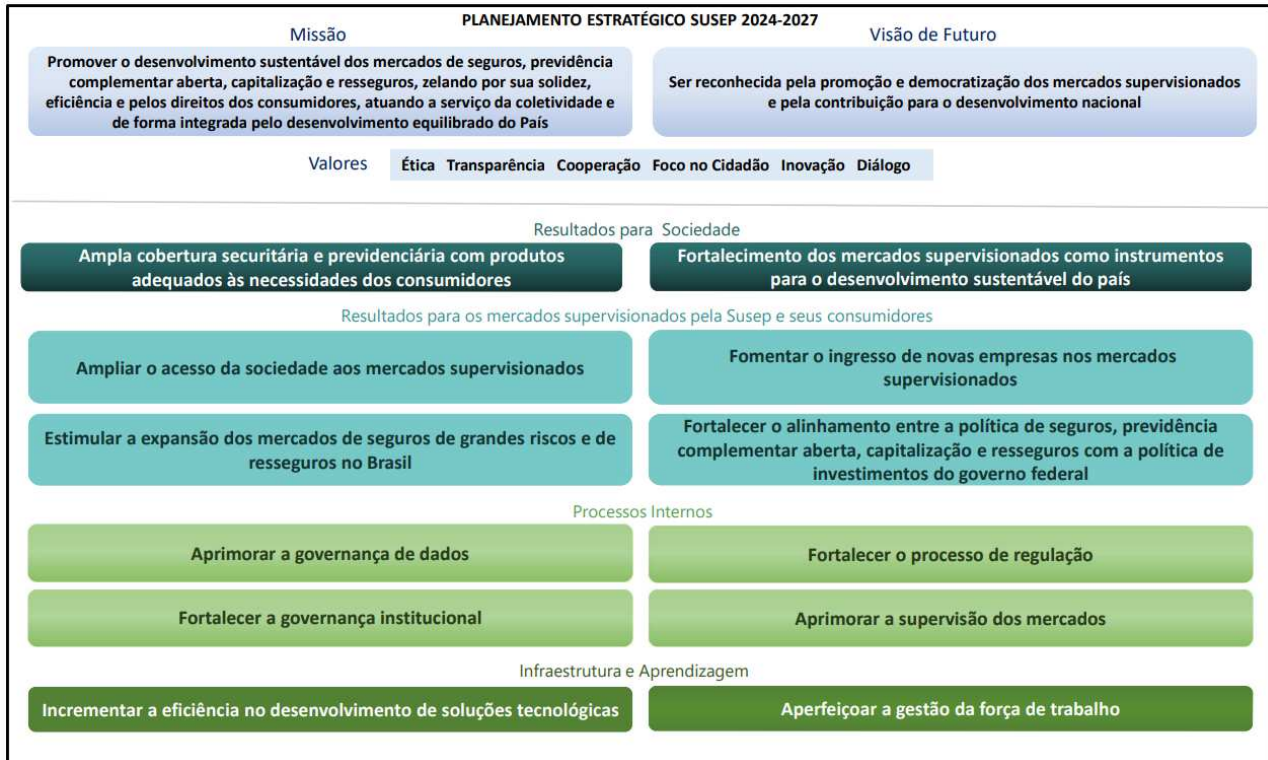 PLANEJAMENTO ESTRATÉGICO SUSEP 2024-2027
Missão
Visão de Futuro
Promover o desenvolvimento sustentável dos mercados de seguros, previdência
complementar aberta, capitalização e resseguros, zelando por sua solidez,
eficiência e pelos direitos dos consumidores, atuando a serviço da coletividade e
de forma integrada pelo desenvolvimento equilibrado do País
Ser reconhecida pela promoção e democratização dos mercados supervisionados
e pela contribuição para o desenvolvimento nacional
Valores
Ética Transparência Cooperação Foco no Cidadão Inovação Diálogo
Resultados para Sociedade
Ampla cobertura securitária e previdenciária com produtos
adequados às necessidades dos consumidores
Fortalecimento dos mercados supervisionados como instrumentos
para o desenvolvimento sustentável do país
Resultados para os mercados supervisionados pela Susep e seus consumidores
Ampliar o acesso da sociedade aos mercados supervisionados
Fomentar o ingresso de novas empresas nos mercados
supervisionados
Estimular a expansão dos mercados de seguros de grandes riscos e de
resseguros no Brasil
Fortalecer o alinhamento entre a política de seguros, previdência
complementar aberta, capitalização e resseguros com a política de
investimentos do governo federal
Processos Internos
Aprimorar a governança de dados
Fortalecer o processo de regulação
Fortalecer a governança institucional
Aprimorar a supervisão dos mercados
Infraestrutura e Aprendizagem
Incrementar a eficiência no desenvolvimento de soluções tecnológicas
Aperfeiçoar a gestão da força de trabalho